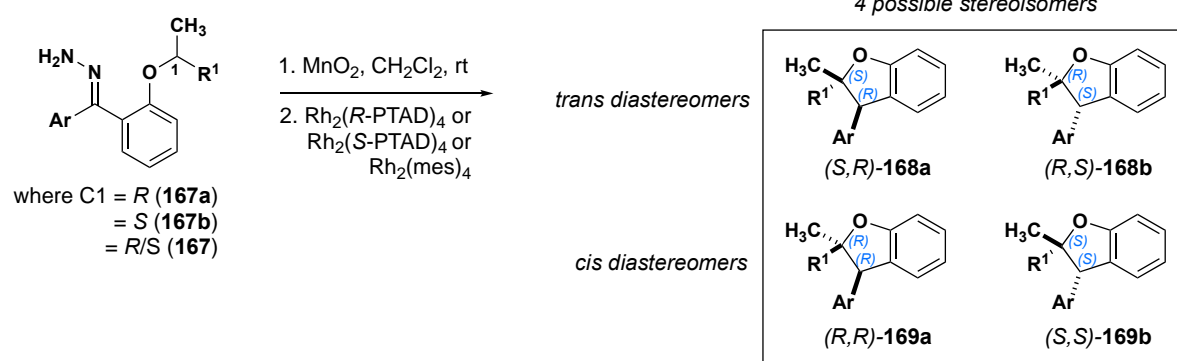 4 possible stereoisomers
CH₃
H₂N
N
O
1
R¹
Ar
1. MnO₂, CH₂Cl₂, rt
2. Rh₂(R-PTAD)₄ or
Rh₂(S-PTAD)₄ or
Rh₂(mes)₄
where C1 = R (167a)
= S (167b)
= R/S (167)
trans diastereomers
H₃C
O
(S)
R¹
(R)
Ar
(S,R)-168a
H₃C
O
(R)
R¹
(S)
Ar
(R,S)-168b
cis diastereomers
H₃C
O
(R)
R¹
(R)
Ar
(R,R)-169a
H₃C
O
(S)
R¹
(S)
Ar
(S,S)-169b